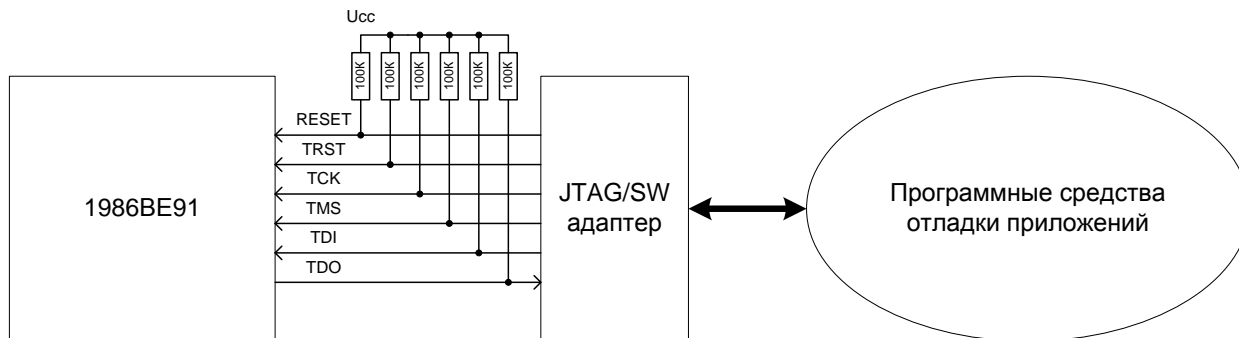 Ucc
100K
100K
100K
100K
100K
100K
RESET
TRST
TCK
TMS
TDI
TDO
1986BE91
JTAG/SW
адаптер
Программные средства
отладки приложений